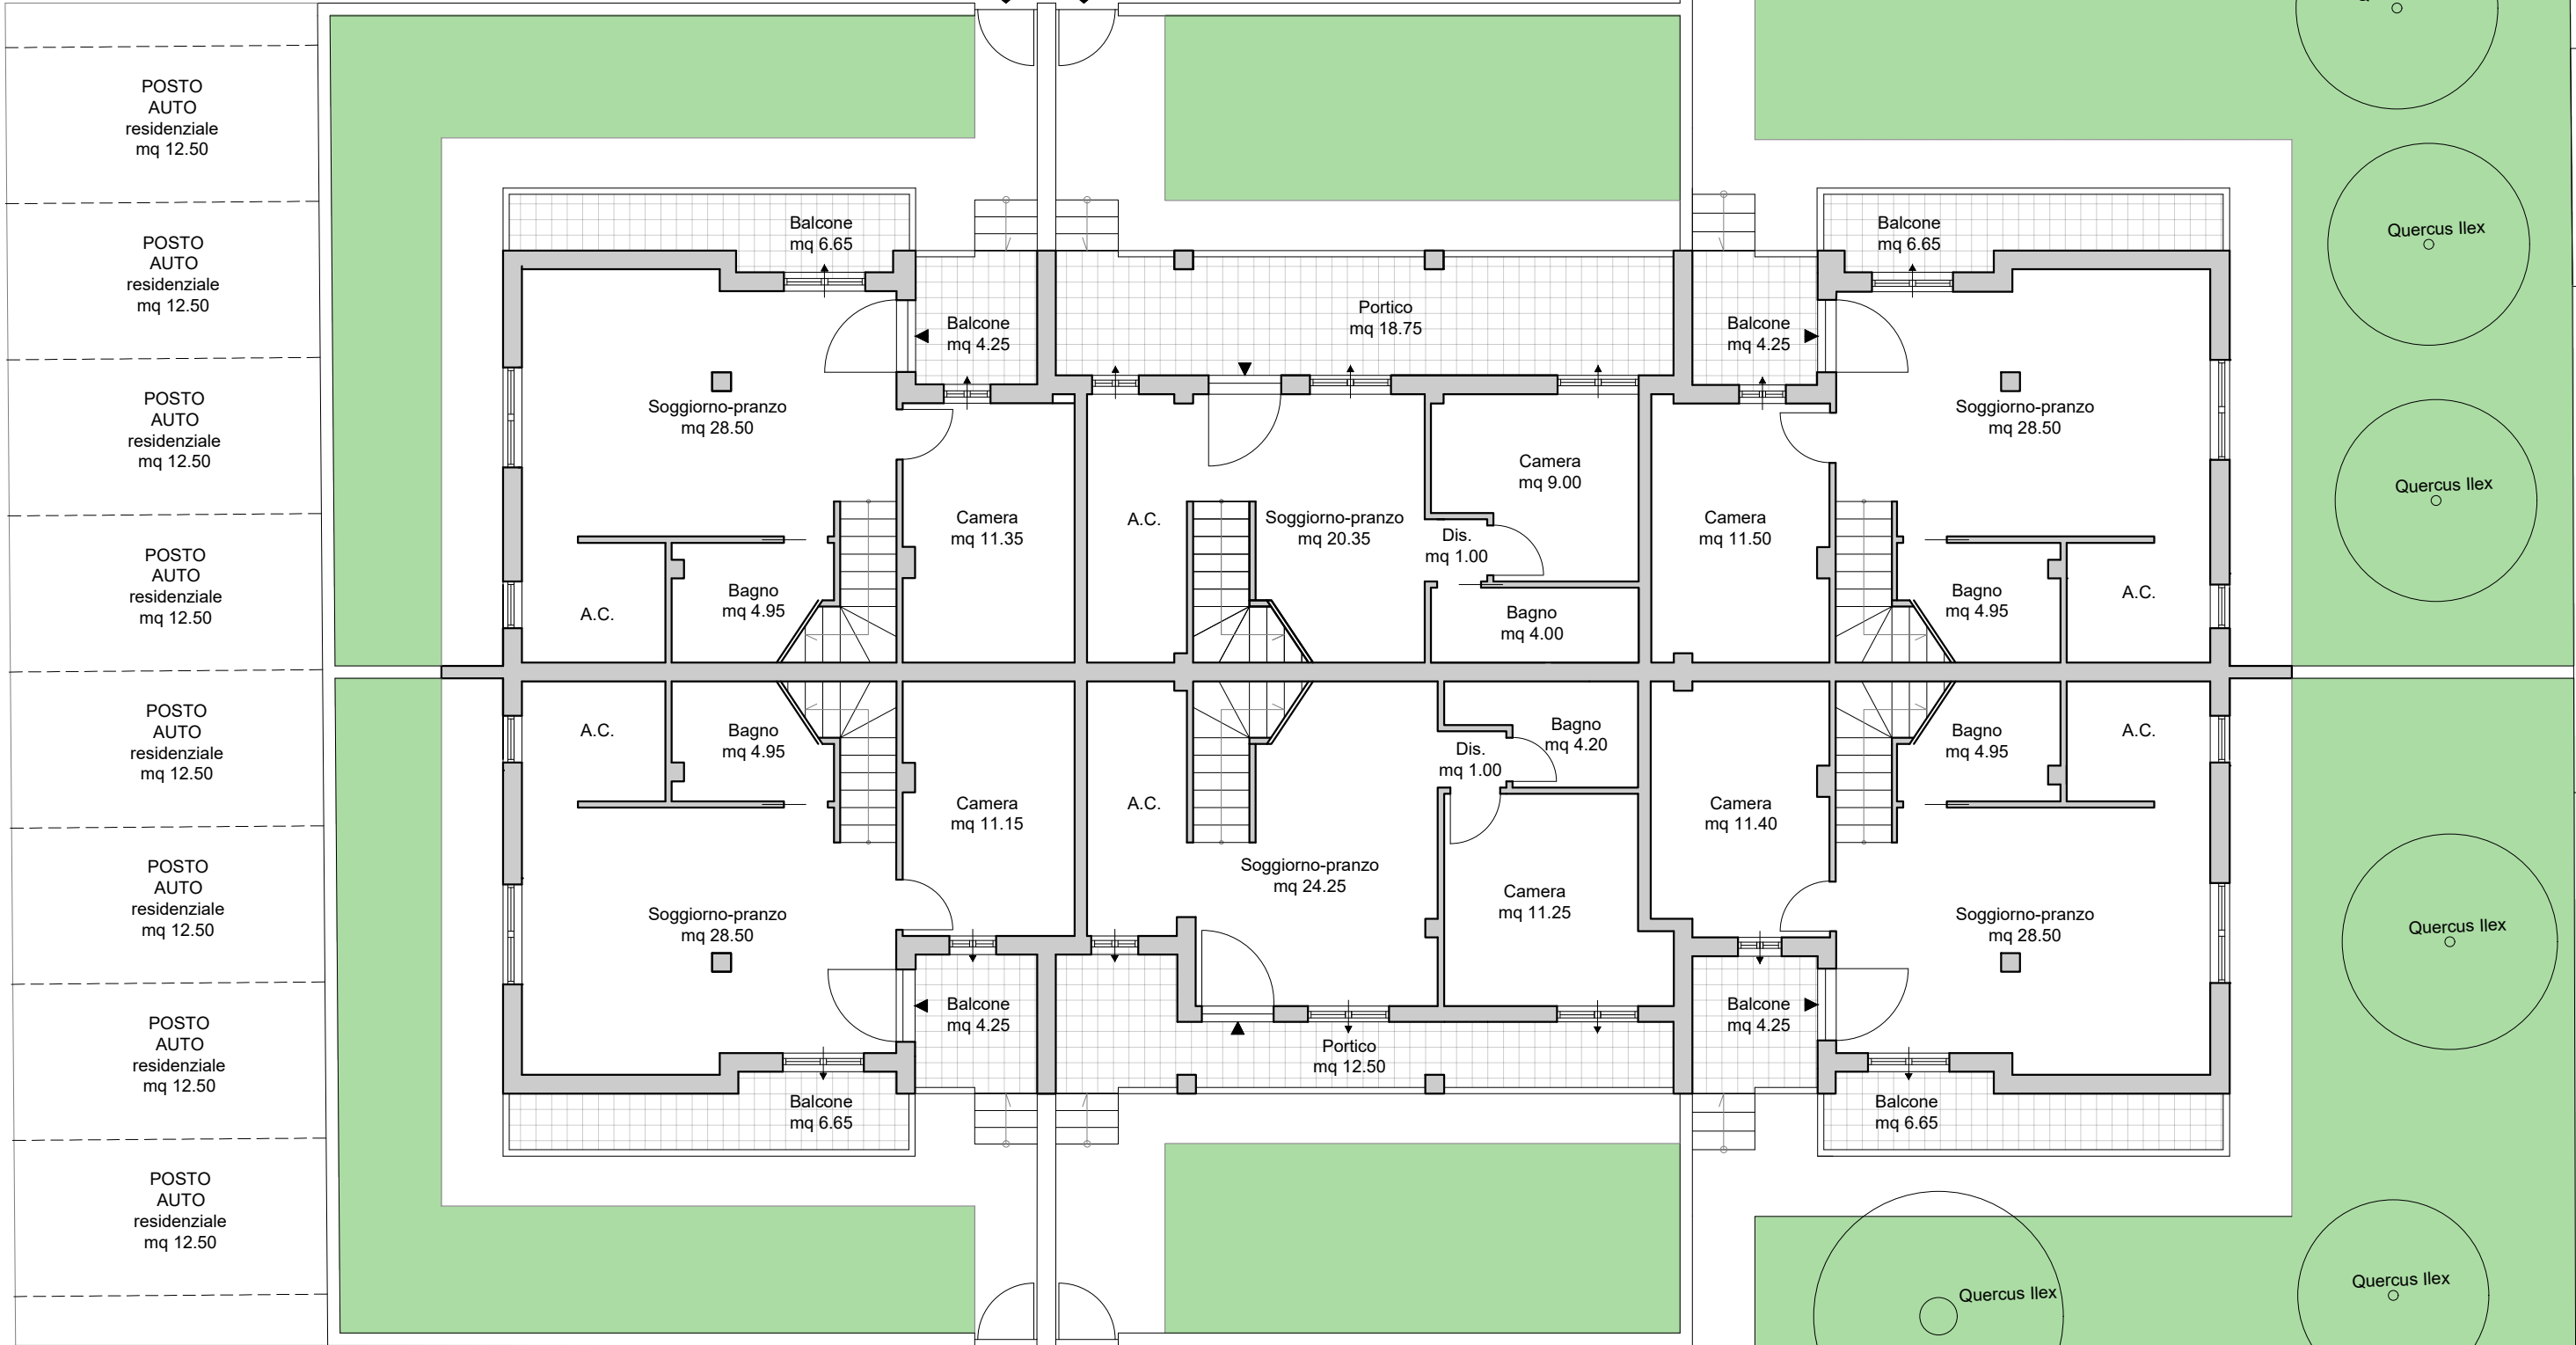 POSTO
AUTO
residenziale
mq 12.50
POSTO
AUTO
residenziale
mq 12.50
POSTO
AUTO
residenziale
mq 12.50
POSTO
AUTO
residenziale
mq 12.50
POSTO
AUTO
residenziale
mq 12.50
POSTO
AUTO
residenziale
mq 12.50
POSTO
AUTO
residenziale
mq 12.50
POSTO
AUTO
residenziale
mq 12.50
Balcone
mq 6.65
Balcone
mq 4.25
Soggiorno-pranzo
mq 28.50
Camera
mq 11.35
Bagno
mq 4.95
A.C.
Portico
mq 18.75
A.C.
Soggiorno-pranzo
mq 20.35
Camera
mq 9.00
Dis.
mq 1.00
Bagno
mq 4.00
Balcone
mq 4.25
Balcone
mq 6.65
Camera
mq 11.50
Soggiorno-pranzo
mq 28.50
Bagno
mq 4.95
A.C.
Quercus Ilex
Quercus Ilex
A.C.
Bagno
mq 4.95
Camera
mq 11.15
Soggiorno-pranzo
mq 28.50
Balcone
mq 4.25
Balcone
mq 6.65
A.C.
Soggiorno-pranzo
mq 24.25
Dis.
mq 1.00
Bagno
mq 4.20
Camera
mq 11.25
Portico
mq 12.50
Camera
mq 11.40
Bagno
mq 4.95
A.C.
Soggiorno-pranzo
mq 28.50
Balcone
mq 4.25
Balcone
mq 6.65
Quercus Ilex
Quercus Ilex
Quercus Ilex